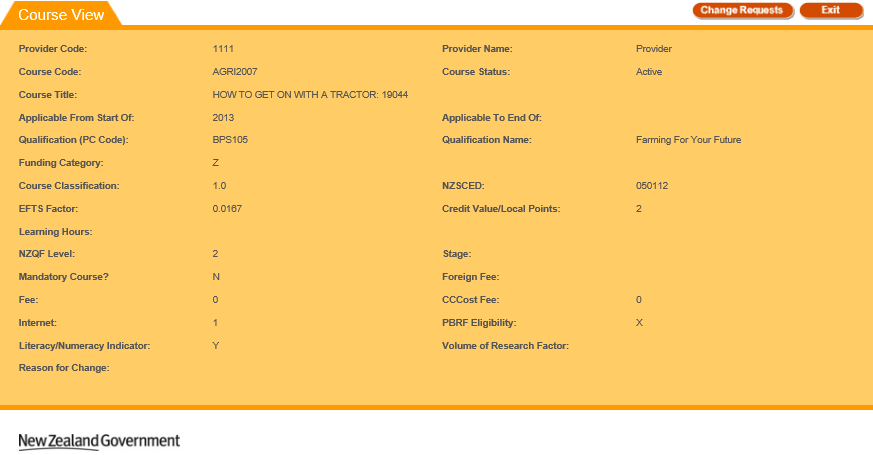 Course View Change Requests Exit
Provider Code: 1111 Provider Name: Provider
Course Code: AGRI2007 Course Status: Active
Course Title: HOW TO GET ON WITH A TRACTOR: 19044
Applicable From Start Of: 2013 Applicable To End Of:
Qualification (PC Code): BPS105 Qualification Name: Farming For Your Future
Funding Category: Z
Course Classification: 1.0 NZSCED: 050112
EFTS Factor: 0.0167 Credit Value/Local Points: 2
Learning Hours:
NZQF Level: 2 Stage:
Mandatory Course? N Foreign Fee:
Fee: 0 CCCost Fee: 0
Internet: 1 PBRF Eligibility: X
Literacy/Numeracy Indicator: Y Volume of Research Factor:
Reason for Change:
New Zealand Government